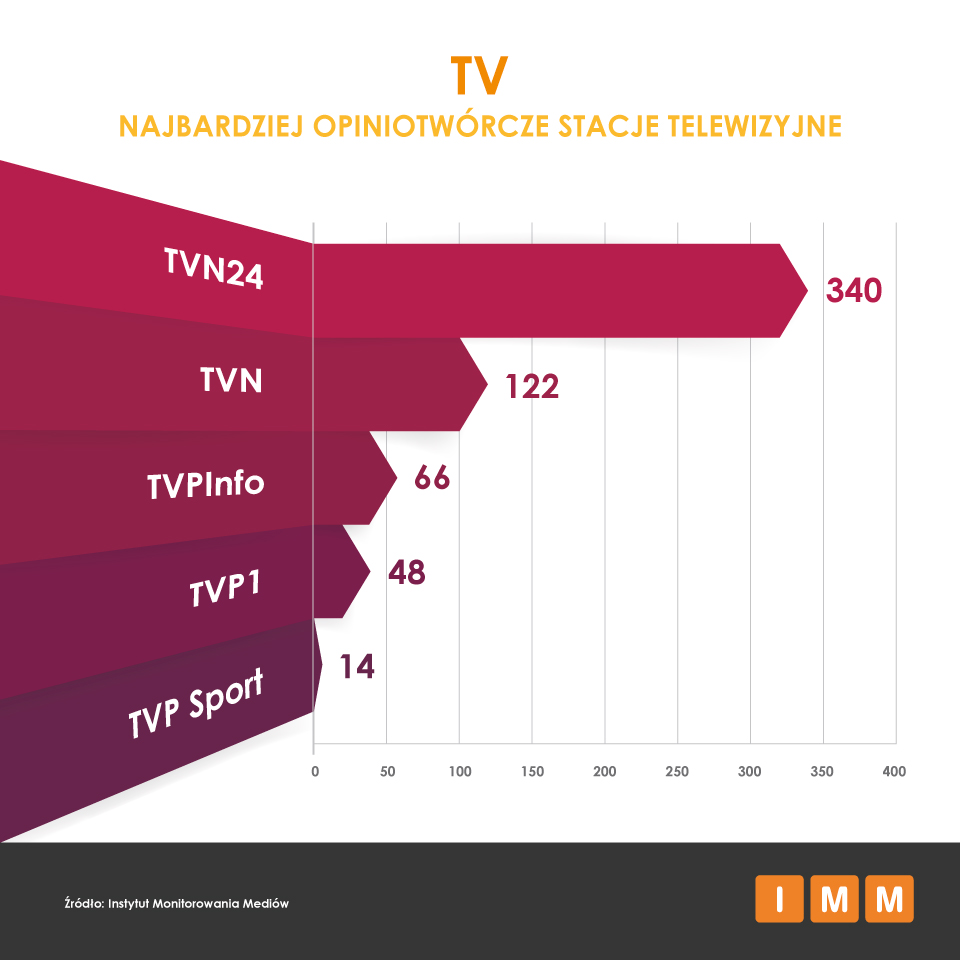 TV
NAJBARDZIEJ OPINIOTWÓRCZE STACJE TELEWIZYJNE
TVN24
340
TVN
122
TVPInfo
66
TVP1
48
TVP Sport
14
0 50 100 150 200 250 300 350 400
Źródło: Instytut Monitorowania Mediów
I M M